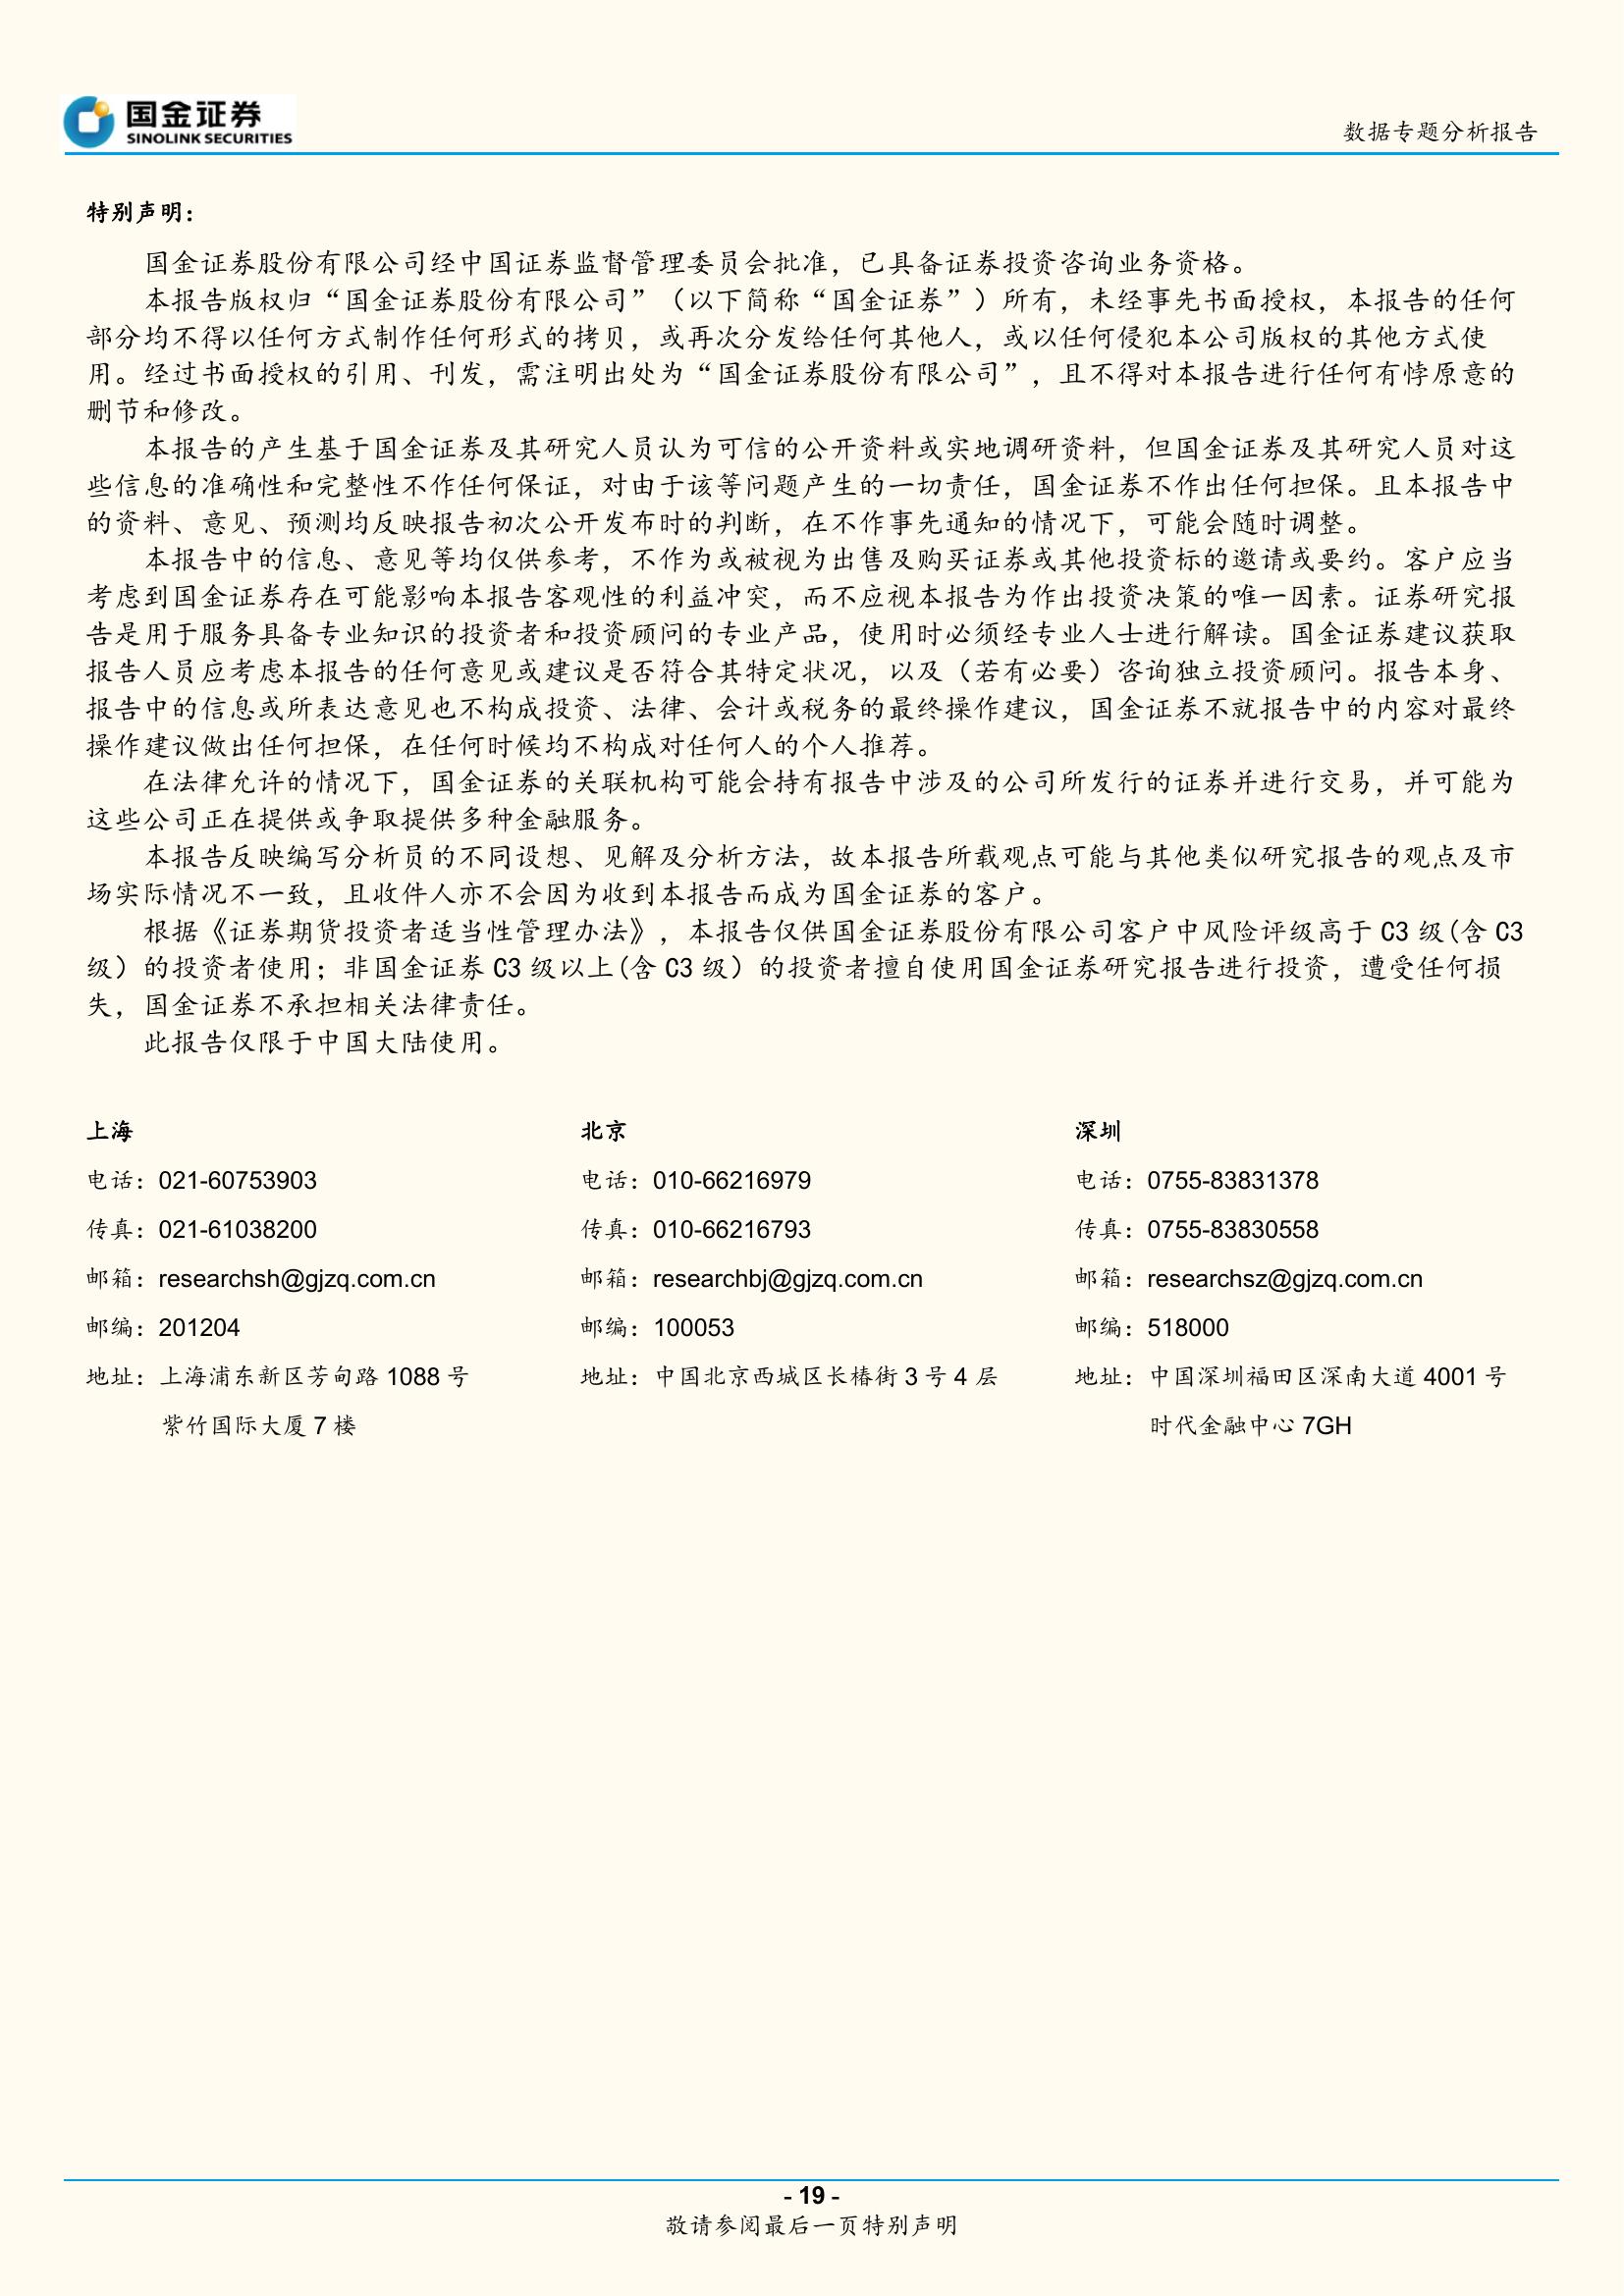 国金证券
SINOLINK SECURITIES
数据专题分析报告
特别声明：
国金证券股份有限公司经中国证券监督管理委员会批准，已具备证券投资咨询业务资格。
本报告版权归“国金证券股份有限公司”（以下简称“国金证券”）所有，未经事先书面授权，本报告的任何
部分均不得以任何方式制作任何形式的拷贝，或再次分发给任何其他人，或以任何侵犯本公司版权的其他方式使
用。经过书面授权的引用、刊发，需注明出处为“国金证券股份有限公司”，且不得对本报告进行任何有悖原意的
删节和修改。
本报告的产生基于国金证券及其研究人员认为可信的公开资料或实地调研资料，但国金证券及其研究人员对这
些信息的准确性和完整性不作任何保证，对由于该等问题产生的一切责任，国金证券不作出任何担保。且本报告中
的资料、意见、预测均反映报告初次公开发布时的判断，在不作事先通知的情况下，可能会随时调整。
本报告中的信息、意见等均仅供参考，不作为或被视为出售及购买证券或其他投资标的邀请或要约。客户应当
考虑到国金证券存在可能影响本报告客观性的利益冲突，而不应视本报告为作出投资决策的唯一因素。证券研究报
告是用于服务具备专业知识的投资者和投资顾问的专业产品，使用时必须经专业人士进行解读。国金证券建议获取
报告人员应考虑本报告的任何意见或建议是否符合其特定状况，以及（若有必要）咨询独立投资顾问。报告本身、
报告中的信息或所表达意见也不构成投资、法律、会计或税务的最终操作建议，国金证券不就报告中的内容对最终
操作建议做出任何担保，在任何时候均不构成对任何人的个人推荐。
在法律允许的情况下，国金证券的关联机构可能会持有报告中涉及的公司所发行的证券并进行交易，并可能为
这些公司正在提供或争取提供多种金融服务。
本报告反映编写分析员的不同设想、见解及分析方法，故本报告所载观点可能与其他类似研究报告的观点及市
场实际情况不一致，且收件人亦不会因为收到本报告而成为国金证券的客户。
根据《证券期货投资者适当性管理办法》，本报告仅供国金证券股份有限公司客户中风险评级高于 C3 级(含 C3
级）的投资者使用；非国金证券 C3 级以上(含 C3 级）的投资者擅自使用国金证券研究报告进行投资，遭受任何损
失，国金证券不承担相关法律责任。
此报告仅限于中国大陆使用。
上海
电话：021-60753903
传真：021-61038200
邮箱：researchsh@gjzq.com.cn
邮编：201204
地址：上海浦东新区芳甸路 1088 号
紫竹国际大厦 7 楼
北京
电话：010-66216979
传真：010-66216793
邮箱：researchbj@gjzq.com.cn
邮编：100053
地址：中国北京西城区长椿街 3 号 4 层
深圳
电话：0755-83831378
传真：0755-83830558
邮箱：researchsz@gjzq.com.cn
邮编：518000
地址：中国深圳福田区深南大道 4001 号
时代金融中心 7GH
- 19 -
敬请参阅最后一页特别声明